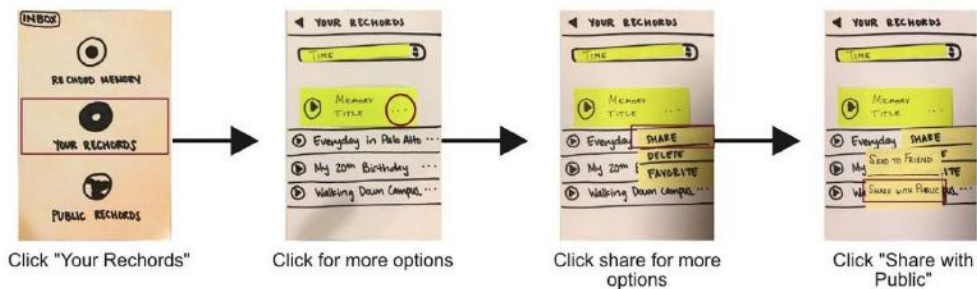 INBOX
RECHORD MEMORY
YOUR RECHORDS
PUBLIC RECHORDS
Click "Your Rechords"
YOUR RECHORDS
TIME
MEMORY
TITLE ...
Everyday in Palo Alto ...
My 20th Birthday ...
Walking Down Campus ...
Click for more options
YOUR RECHORDS
TIME
MEMORY
TITLE ...
Everyday SHARE
DELETE
My 20th
FAVORITE
Walking Down Campus ...
Click share for more
options
YOUR RECHORDS
TIME
MEMORY
TITLE ...
Everyday SHARE
SEND TO FRIEND
My
ITE
SHARE WITH PUBLIC
Click "Share with
Public"